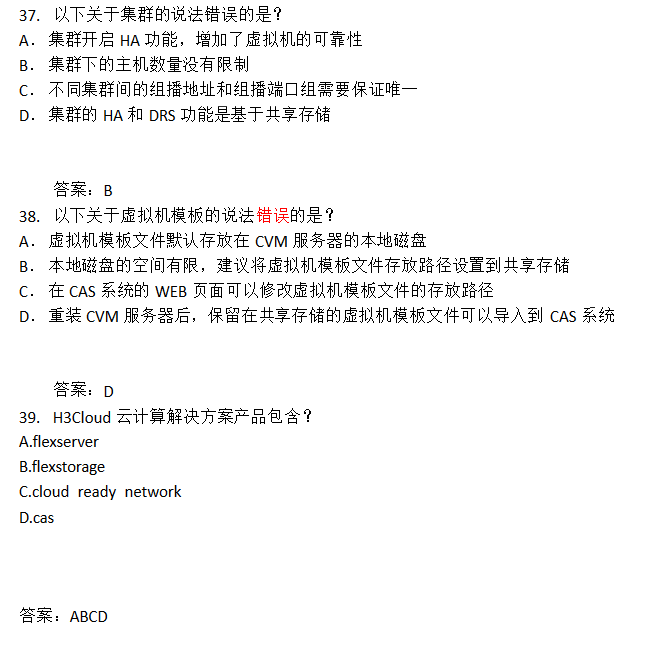 37. 以下关于集群的说法错误的是？
A. 集群开启 HA 功能，增加了虚拟机的可靠性
B. 集群下的主机数量没有限制
C. 不同集群间的组播地址和组播端口组需要保证唯一
D. 集群的 HA 和 DRS 功能是基于共享存储
答案：B
38. 以下关于虚拟机模板的说法错误的是？
A. 虚拟机模板文件默认存放在 CVM 服务器的本地磁盘
B. 本地磁盘的空间有限，建议将虚拟机模板文件存放路径设置到共享存储
C. 在 CAS 系统的 WEB 页面可以修改虚拟机模板文件的存放路径
D. 重装 CVM 服务器后，保留在共享存储的虚拟机模板文件可以导入到 CAS 系统
答案：D
39. H3Cloud 云计算解决方案产品包含？
A.flexserver
B.flexstorage
C.cloud ready network
D.cas
答案：ABCD